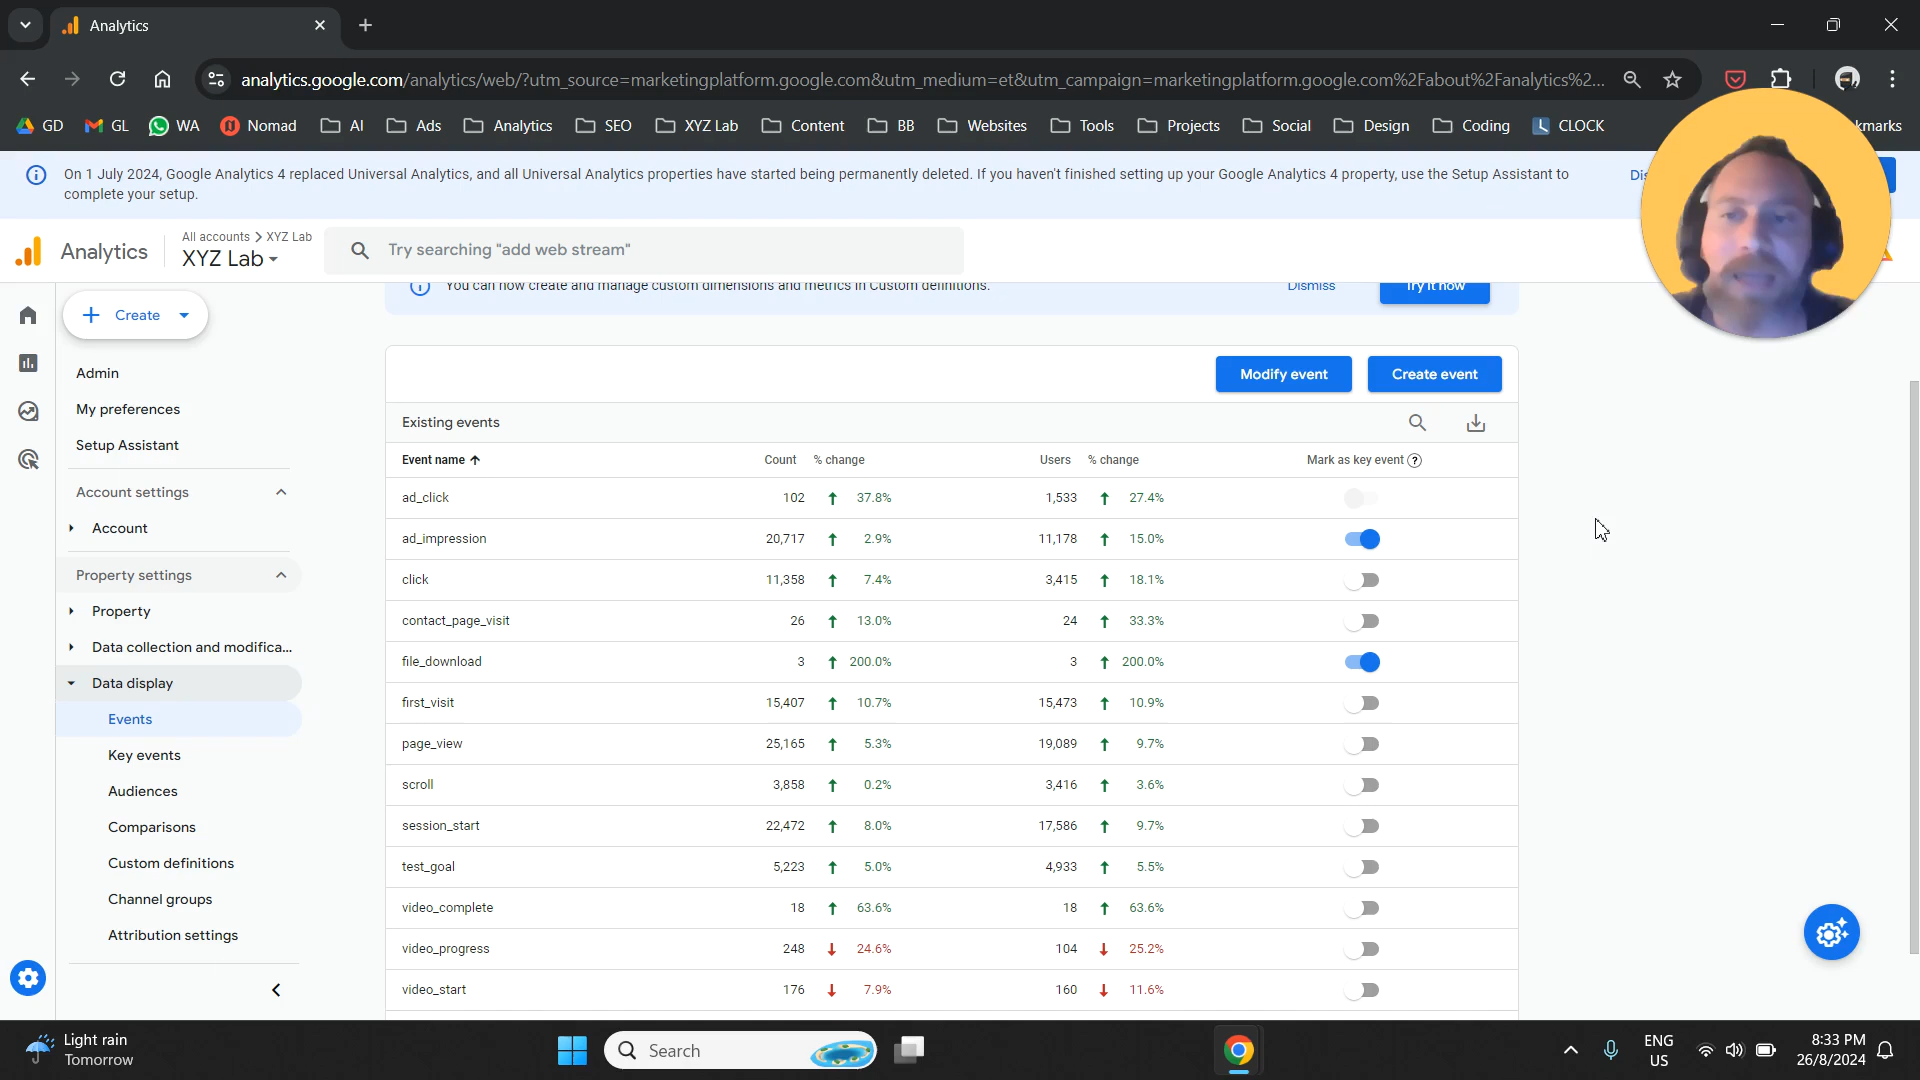 Analytics
analytics.google.com/analytics/web/?utm_source=marketingplatform.google.com&utm_medium=et&utm_campaign=marketingplatform.google.com%2Fabout%2Fanalytics%2...
GD GL WA Nomad AI Ads Analytics SEO XYZ Lab Content BB Websites Tools Projects Social Design Coding CLOCK
On 1 July 2024, Google Analytics 4 replaced Universal Analytics, and all Universal Analytics properties have started being permanently deleted. If you haven't finished setting up your Google Analytics 4 property, use the Setup Assistant to
complete your setup.
Analytics
All accounts > XYZ Lab
XYZ Lab
Try searching "add web stream"
You can now create and manage custom dimensions and metrics in Custom definitions.
Dismiss
Try it now
Create
Admin
My preferences
Setup Assistant
Account settings
Account
Property settings
Property
Data collection and modifica...
Data display
Events
Key events
Audiences
Comparisons
Custom definitions
Channel groups
Attribution settings
Modify event
Create event
Existing events
Event name Count % change Users % change Mark as key event ?
ad_click 102 37.8% 1,533 27.4%
ad_impression 20,717 2.9% 11,178 15.0%
click 11,358 7.4% 3,415 18.1%
contact_page_visit 26 13.0% 24 33.3%
file_download 3 200.0% 3 200.0%
first_visit 15,407 10.7% 15,473 10.9%
page_view 25,165 5.3% 19,089 9.7%
scroll 3,858 0.2% 3,416 3.6%
session_start 22,472 8.0% 17,586 9.7%
test_goal 5,223 5.0% 4,933 5.5%
video_complete 18 63.6% 18 63.6%
video_progress 248 24.6% 104 25.2%
video_start 176 7.9% 160 11.6%
Light rain
Tomorrow
Search
ENG
US
8:33 PM
26/8/2024